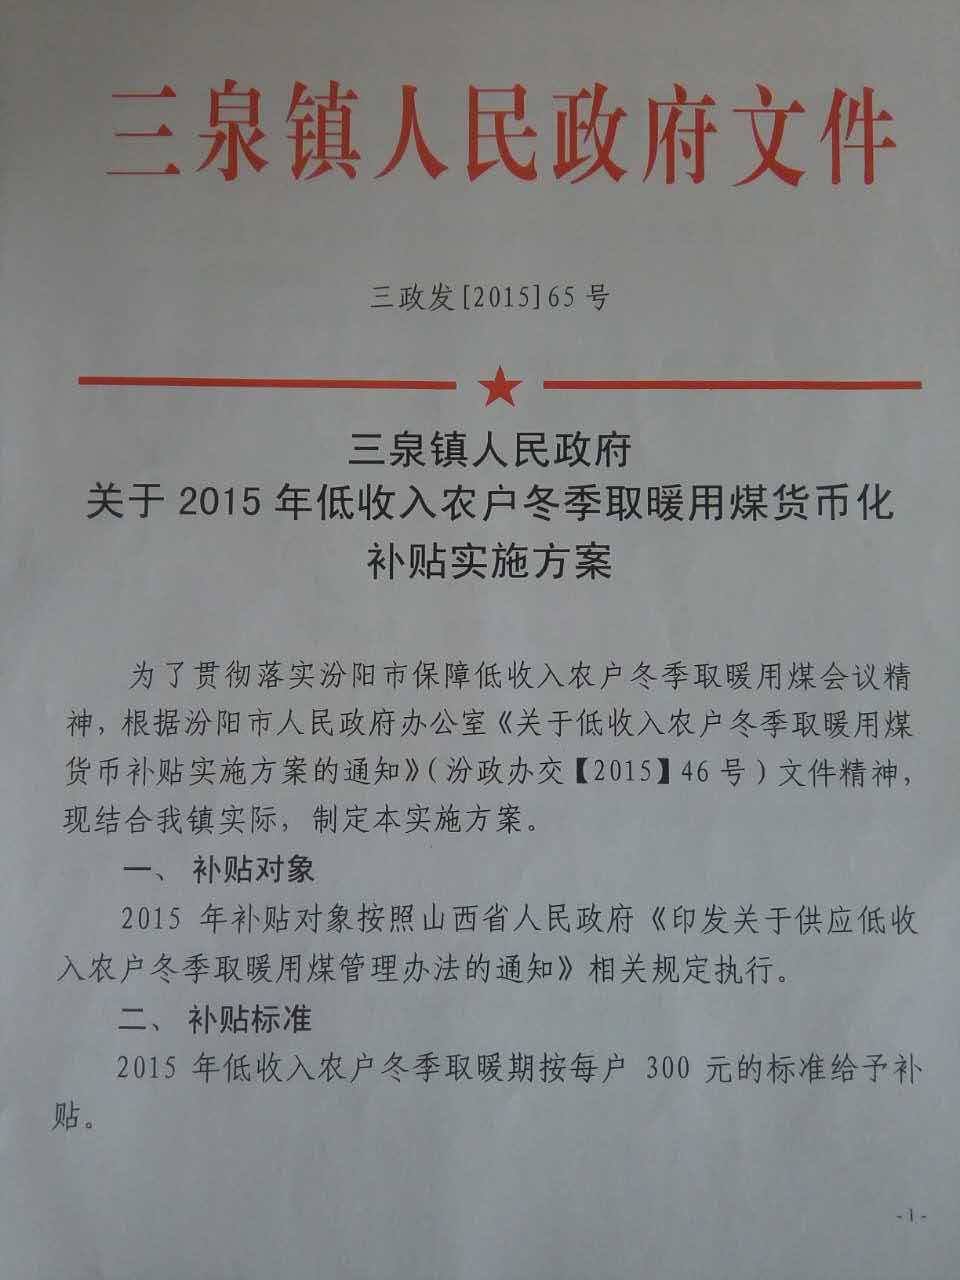 三泉镇人民政府文件
三政发[2015]65号
三泉镇人民政府
关于2015年低收入农户冬季取暖用煤货币化
补贴实施方案
为了贯彻落实汾阳市保障低收入农户冬季取暖用煤会议精
神，根据汾阳市人民政府办公室《关于低收入农户冬季取暖用煤
货币补贴实施方案的通知》（汾政办交【2015】46号）文件精神，
现结合我镇实际，制定本实施方案。
一、补贴对象
2015年补贴对象按照山西省人民政府《印发关于供应低收
入农户冬季取暖用煤管理办法的通知》相关规定执行。
二、补贴标准
2015年低收入农户冬季取暖期按每户 300 元的标准给予补
贴。
-1-